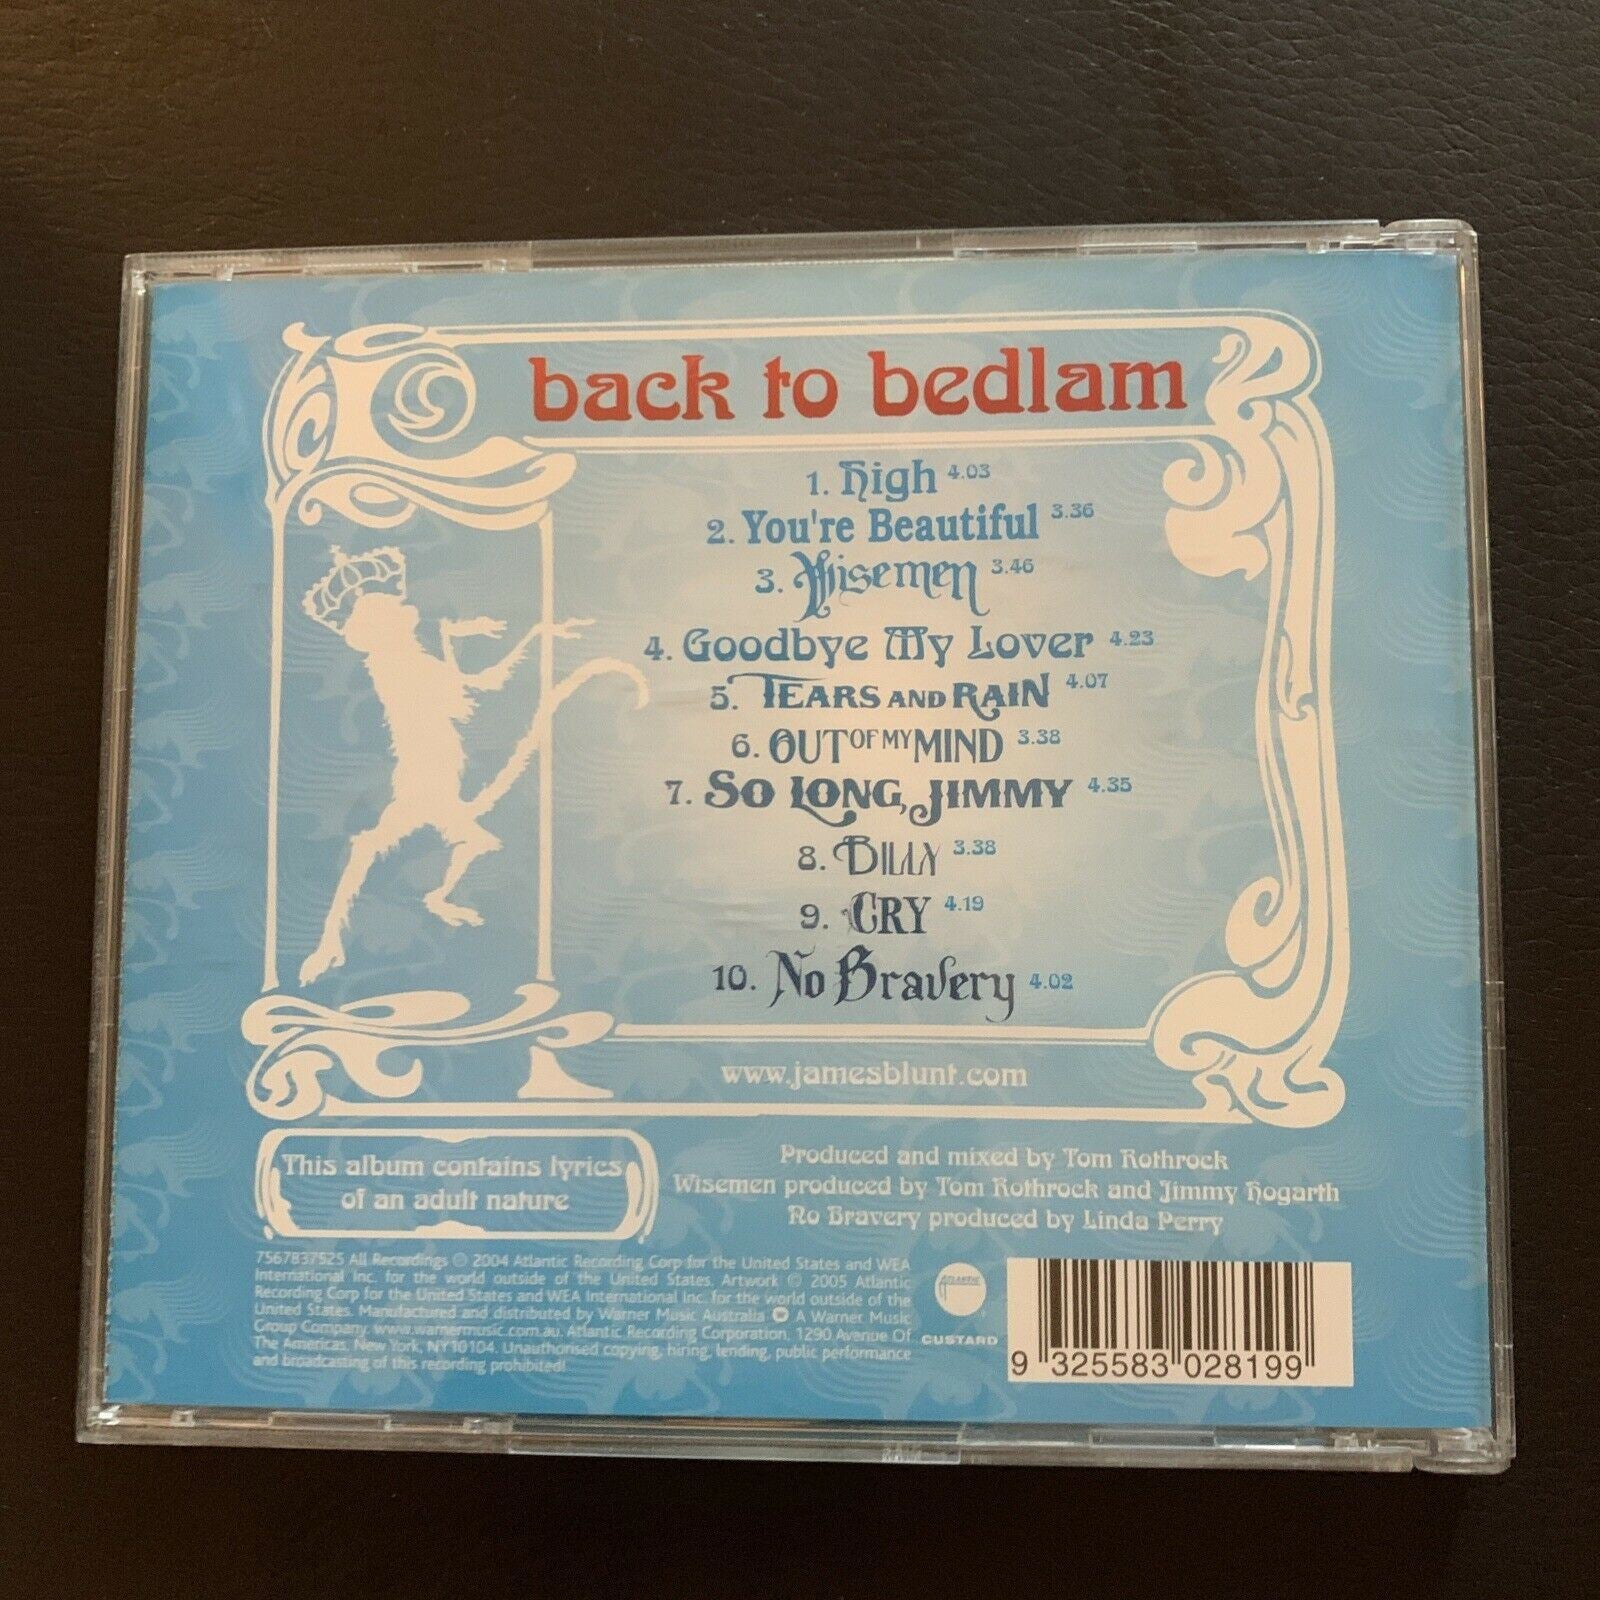 back to bedlam
1. High 4.03
2. You're Beautiful 3.36
3. Wisemen 3.46
4. Goodbye My Lover 4.23
5. TEARS AND RAIN 4.07
6. OUT OF MY MIND 3.38
7. SO LONG, JIMMY 4.35
8. BILLY 3.38
9. CRY 4.19
10. No Bravery 4.02
www.jamesblunt.com
This album contains lyrics
of an adult nature
Produced and mixed by Tom Rothrock
Wisemen produced by Tom Rothrock and Jimmy Hogarth
No Bravery produced by Linda Perry
7567837525 All Recordings ℗ 2004 Atlantic Recording Corp for the United States and WEA
International Inc. for the world outside of the United States. Artwork © 2005 Atlantic
Recording Corp for the United States and WEA International Inc. for the world outside of the
United States. Manufactured and distributed by Warner Music Australia A Warner Music
Group Company. www.warnermusic.com.au. Atlantic Recording Corporation, 1290 Avenue Of
The Americas, New York, NY10104. Unauthorised copying, hiring, lending, public performance
and broadcasting of this recording prohibited!
ATLANTIC
CUSTARD
9 325583 028199